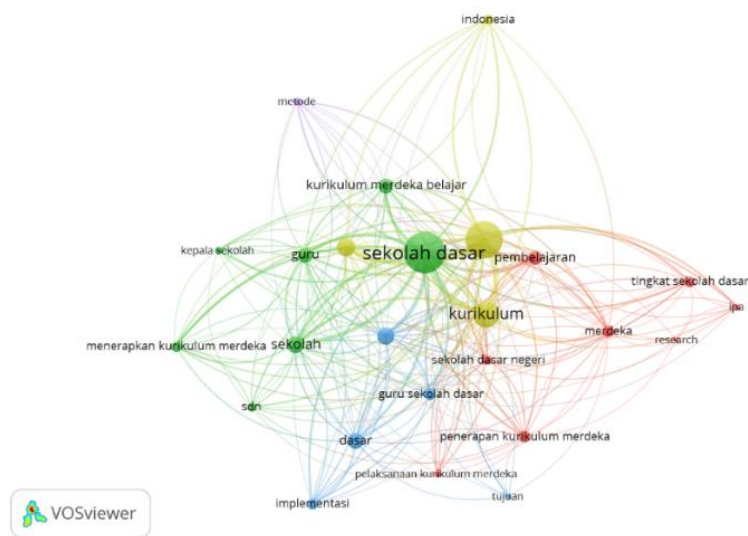 indonesia
metode
kurikulum merdeka belajar
kepala sekolah
guru
sekolah dasar
pembelajaran
tingkat sekolah dasar
ipa
kurikulum
merdeka
research
menerapkan kurikulum merdeka
sekolah
sekolah dasar negeri
guru sekolah dasar
sdn
dasar
penerapan kurikulum merdeka
pelaksanaan kurikulum merdeka
tujuan
implementasi
VOSviewer